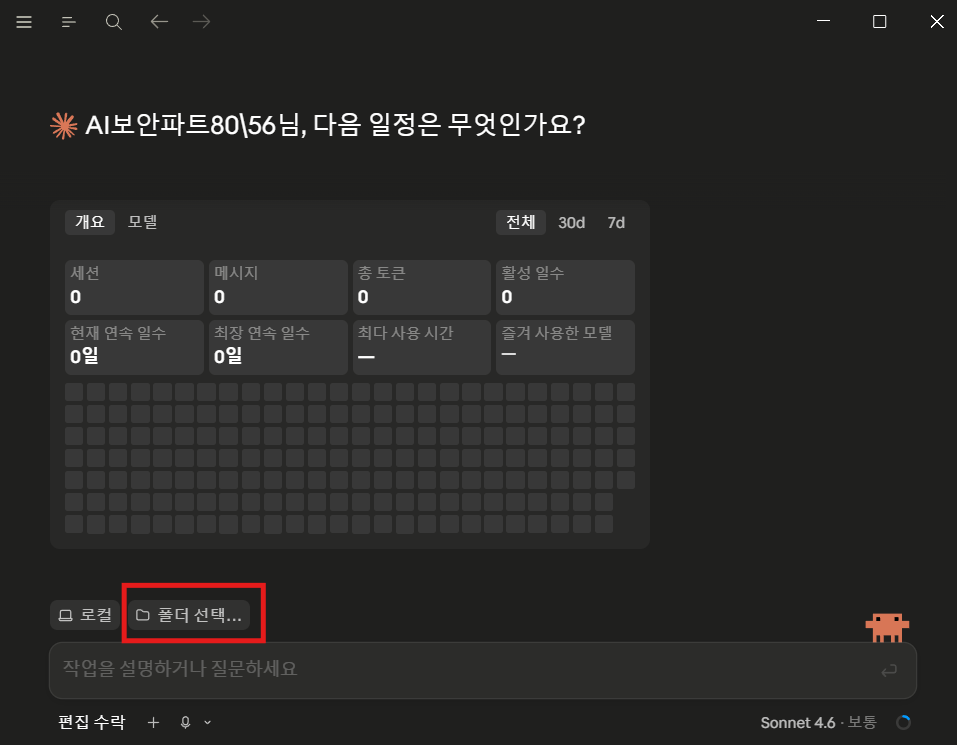 AI보안파트80\56님, 다음 일정은 무엇인가요?
개요 모델 전체 30d 7d
세션 메시지 총 토큰 활성 일수
0 0 0 0
현재 연속 일수 최장 연속 일수 최다 사용 시간 즐겨 사용한 모델
0일 0일 — —
로컬 폴더 선택...
작업을 설명하거나 질문하세요
편집 수락 Sonnet 4.6 · 보통